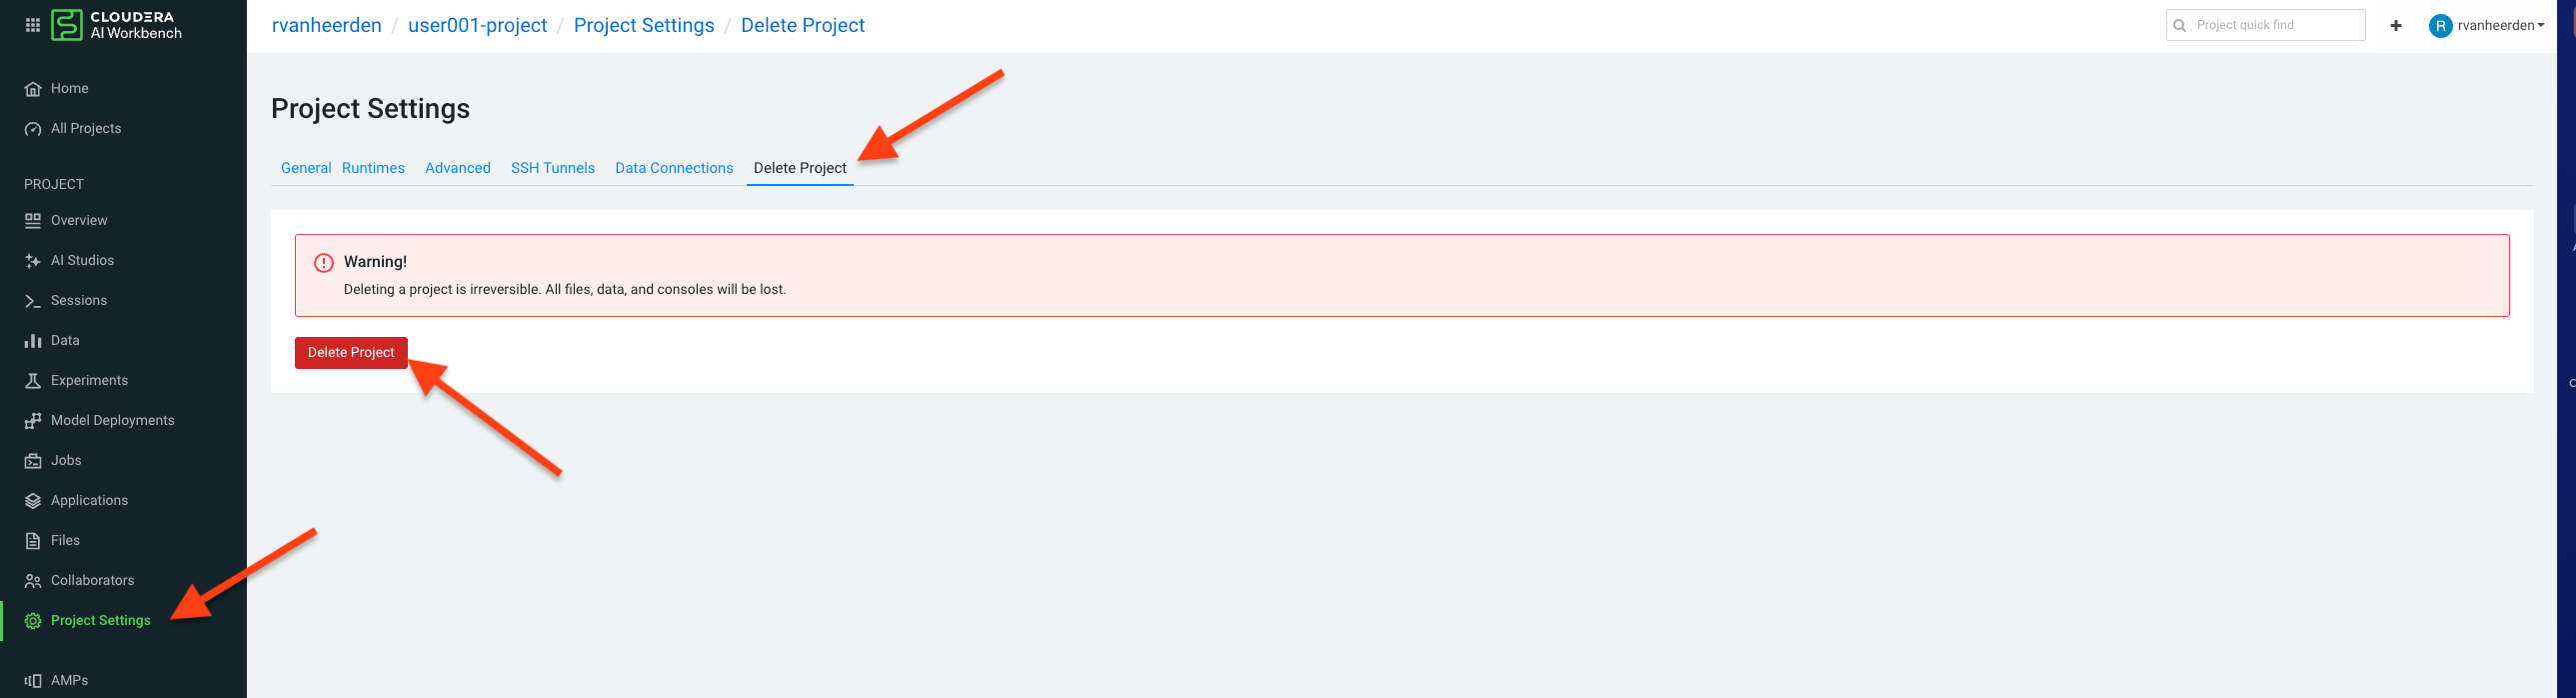 CLOUDERA
AI Workbench
Home
All Projects
PROJECT
Overview
AI Studios
Sessions
Data
Experiments
Model Deployments
Jobs
Applications
Files
Collaborators
Project Settings
AMPs
rvanheerden / user001-project / Project Settings / Delete Project
Project quick find
R rvanheerden
Project Settings
General Runtimes Advanced SSH Tunnels Data Connections Delete Project
Warning!
Deleting a project is irreversible. All files, data, and consoles will be lost.
Delete Project